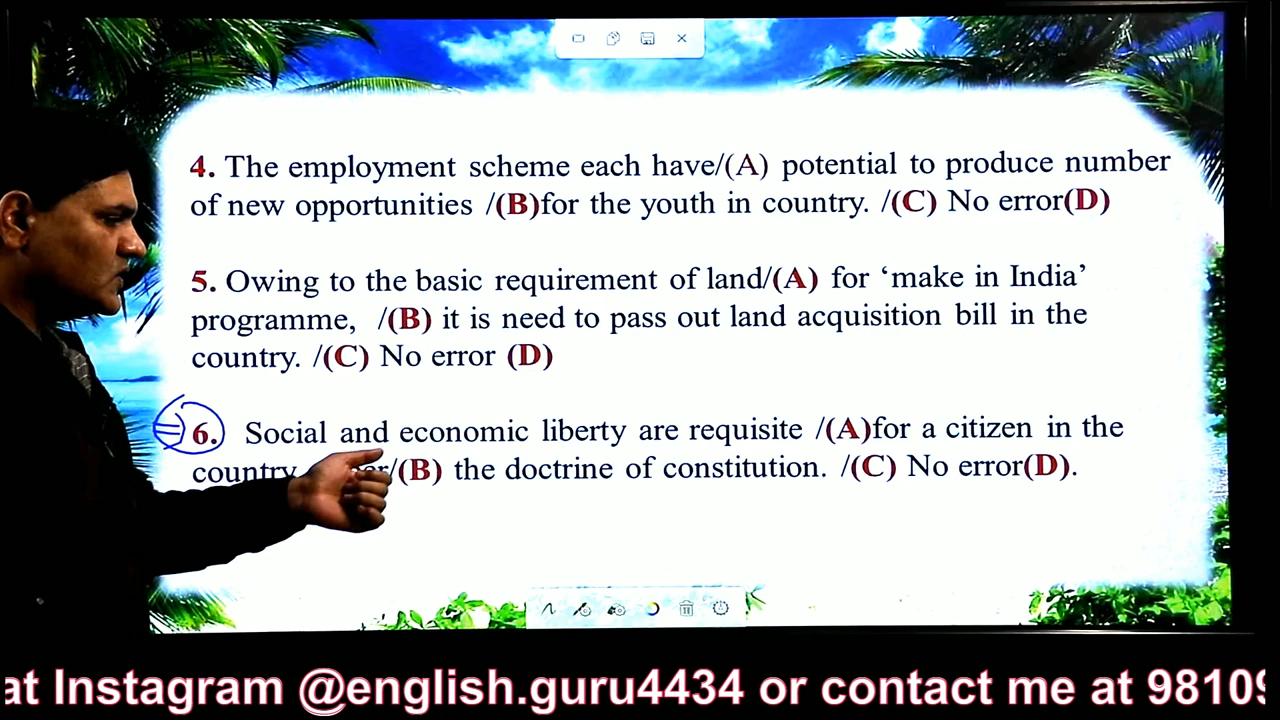 4. The employment scheme each have/(A) potential to produce number
of new opportunities /(B)for the youth in country. /(C) No error(D)
5. Owing to the basic requirement of land/(A) for ‘make in India’
programme, /(B) it is need to pass out land acquisition bill in the
country. /(C) No error (D)
6. Social and economic liberty are requisite /(A)for a citizen in the
country /(B) the doctrine of constitution. /(C) No error(D).
at Instagram @english.guru4434 or contact me at 9810